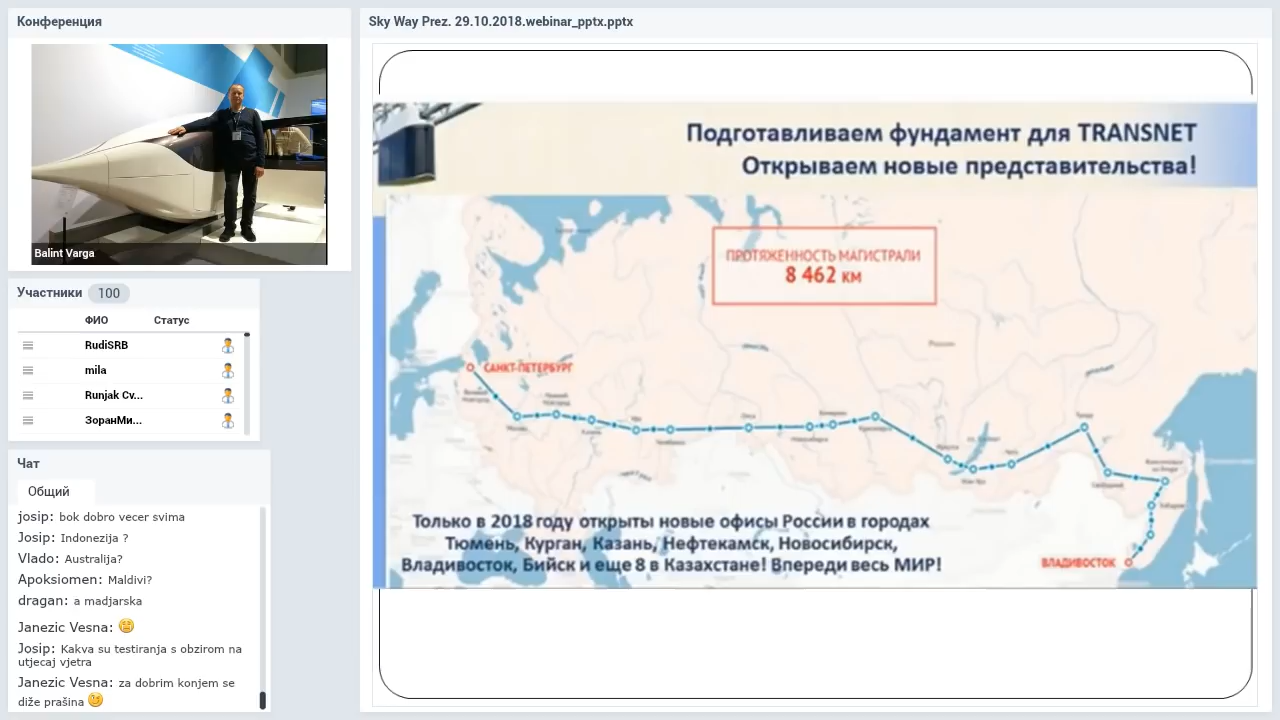 Конференция
Balint Varga
Участники 100
ФИО Статус
RudiSRB
mila
Runjak Cv...
ЗоранМи...
Чат
Общий
josip: bok dobro vecer svima
Josip: Indonezija ?
Vlado: Australija?
Apoksiomen: Maldivi?
dragan: a madjarska
Janezic Vesna:
Josip: Kakva su testiranja s obzirom na
utjecaj vjetra
Janezic Vesna: za dobrim konjem se
diže prašina
Sky Way Prez. 29.10.2018.webinar_pptx.pptx
Подготавливаем фундамент для TRANSNET
Открываем новые представительства!
ПРОТЯЖЕННОСТЬ МАГИСТРАЛИ
8 462 км
САНКТ-ПЕТЕРБУРГ
ВЛАДИВОСТОК
Только в 2018 году открыты новые офисы России в городах
Тюмень, Курган, Казань, Нефтекамск, Новосибирск,
Владивосток, Бийск и еще 8 в Казахстане! Впереди весь МИР!